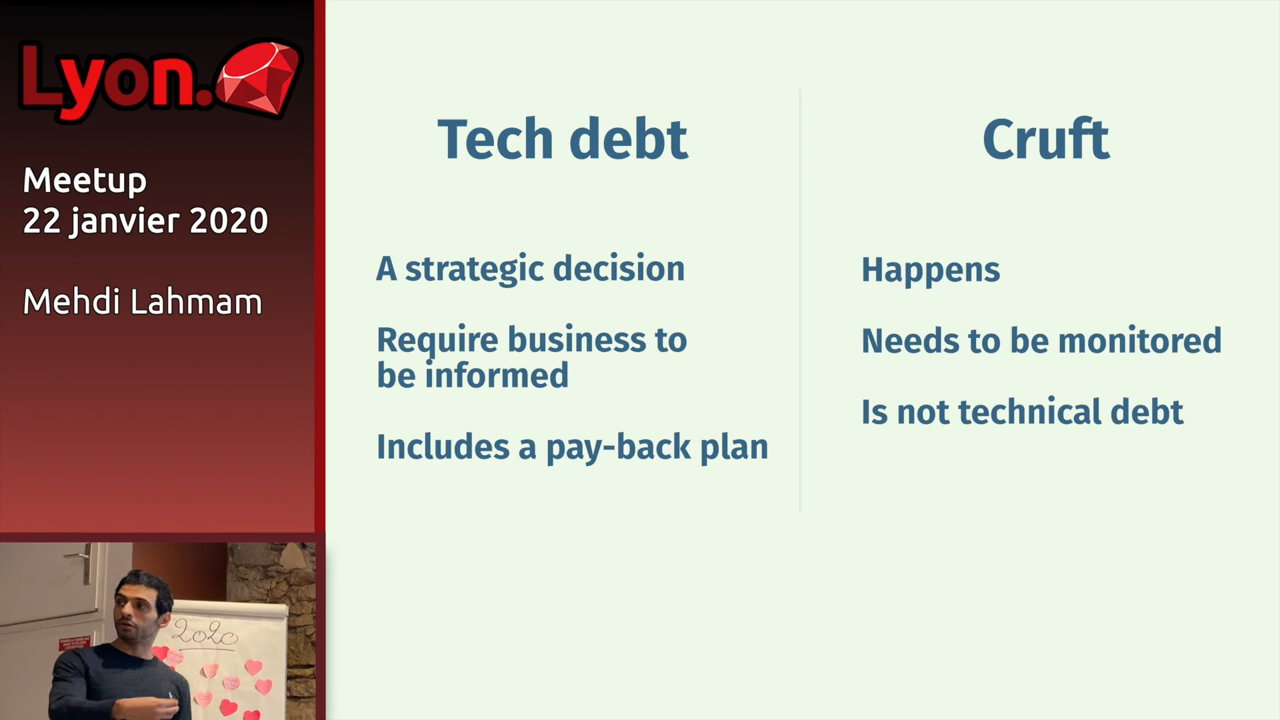 Lyon.
Meetup
22 janvier 2020
Mehdi Lahmam
Tech debt
A strategic decision
Require business to
be informed
Includes a pay-back plan
Cruft
Happens
Needs to be monitored
Is not technical debt
2020